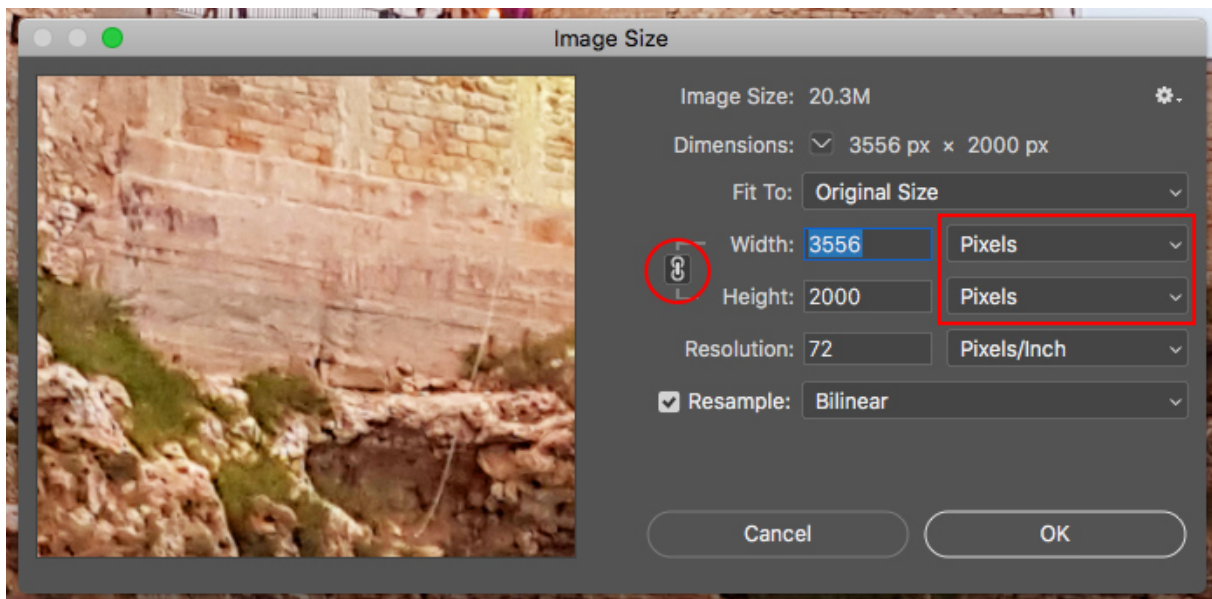 Image Size
Image Size: 20.3M
Dimensions: 3556 px × 2000 px
Fit To: Original Size
Width: 3556 Pixels
Height: 2000 Pixels
Resolution: 72 Pixels/Inch
Resample: Bilinear
Cancel OK